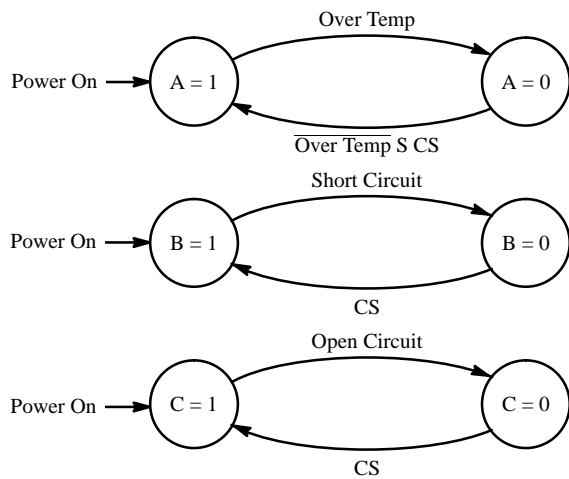 Over Temp
Power On
A = 1
A = 0
Over Temp S CS
Short Circuit
Power On
B = 1
B = 0
CS
Open Circuit
Power On
C = 1
C = 0
CS